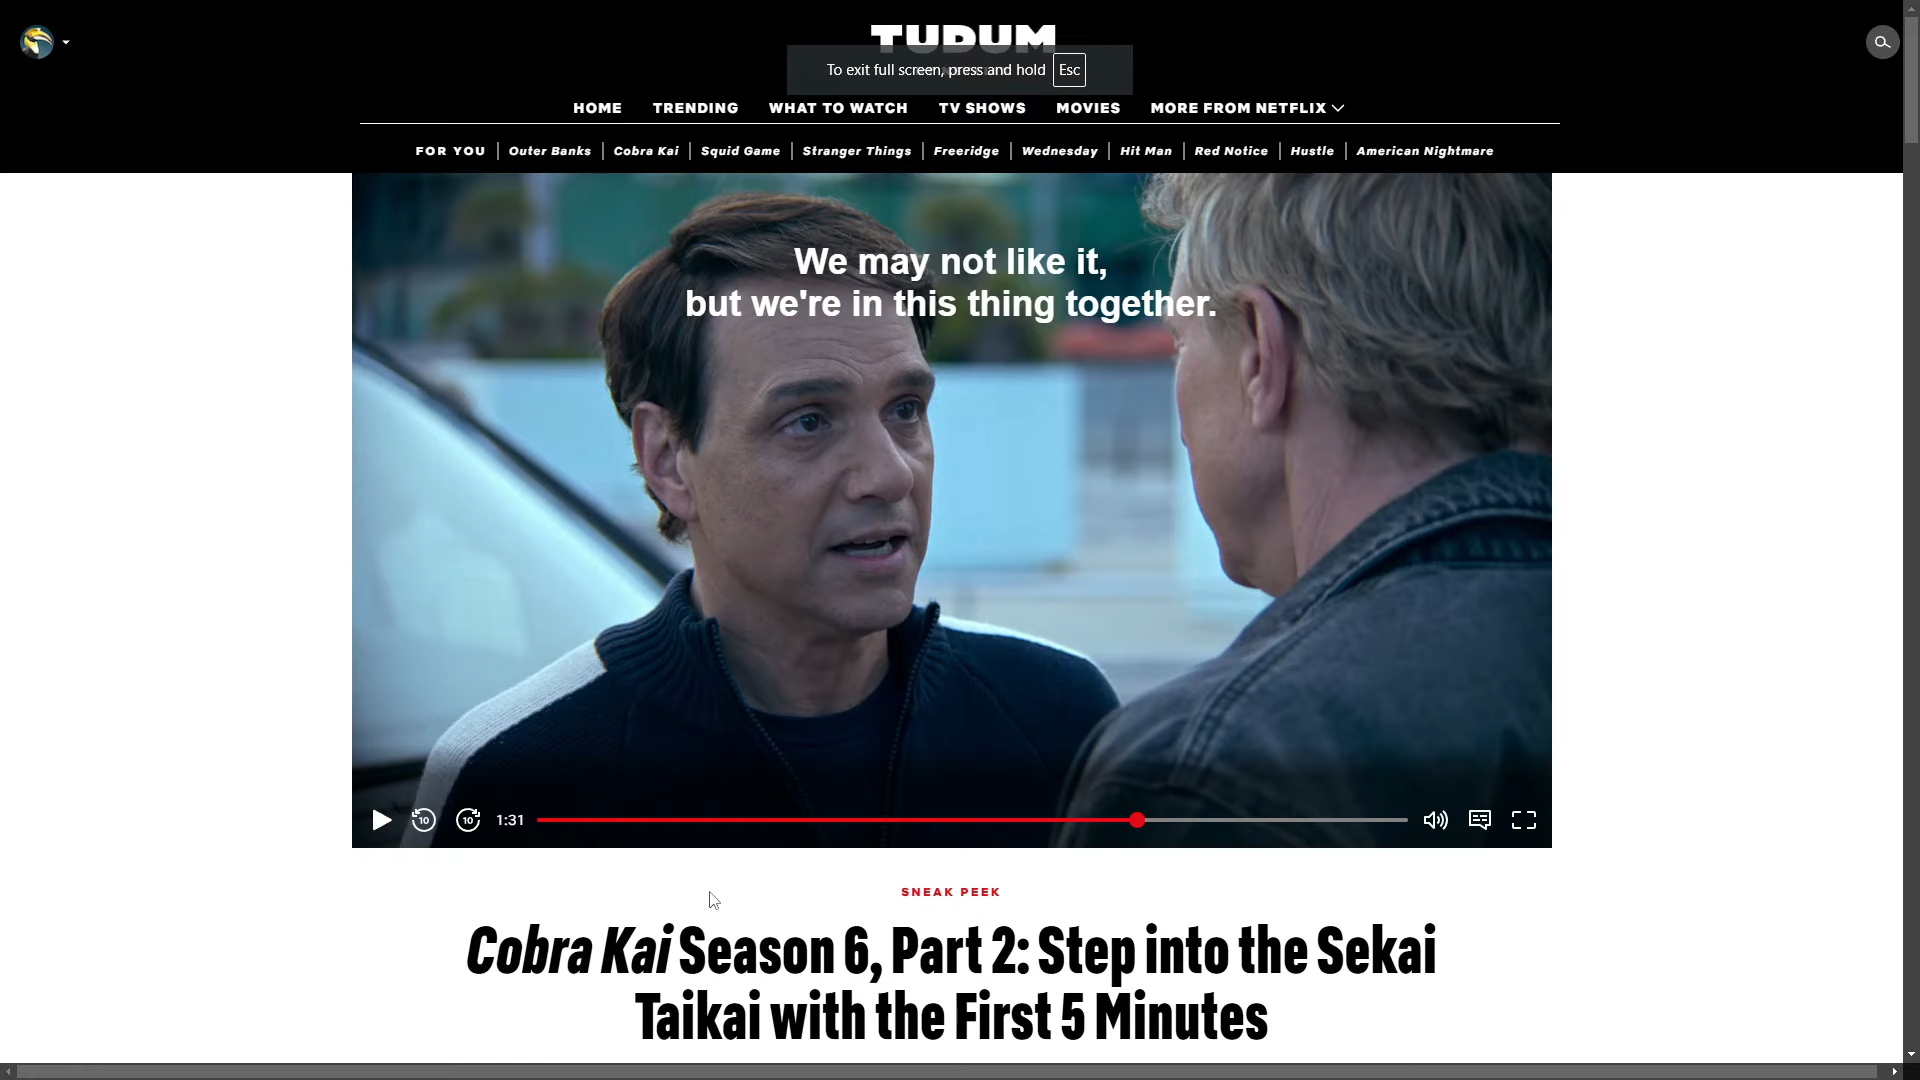 TUDUM
To exit full screen, press and hold Esc
HOME TRENDING WHAT TO WATCH TV SHOWS MOVIES MORE FROM NETFLIX
FOR YOU Outer Banks Cobra Kai Squid Game Stranger Things Freeridge Wednesday Hit Man Red Notice Hustle American Nightmare
We may not like it,
but we're in this thing together.
10 10 1:31
SNEAK PEEK
Cobra Kai Season 6, Part 2: Step into the Sekai
Taikai with the First 5 Minutes